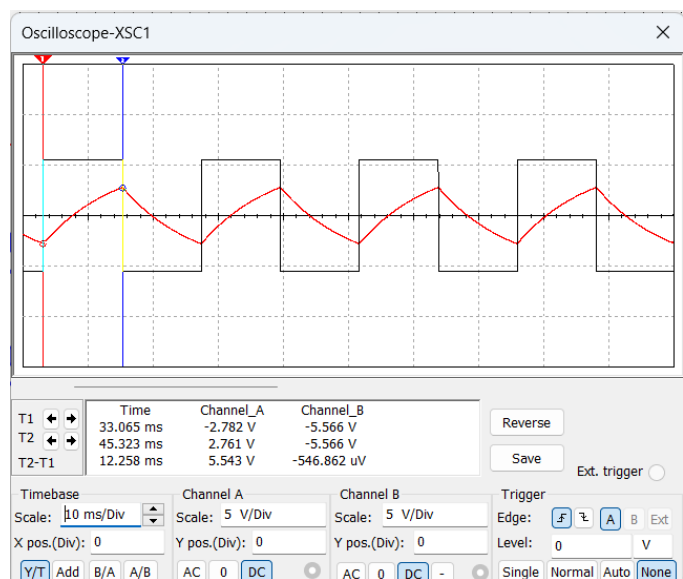 Oscilloscope-XSC1
1 2
Time Channel_A Channel_B
T1 33.065 ms -2.782 V -5.566 V
T2 45.323 ms 2.761 V -5.566 V
T2-T1 12.258 ms 5.543 V -546.862 uV
Reverse
Save
Ext. trigger
Timebase Channel A Channel B Trigger
Scale: 10 ms/Div Scale: 5 V/Div Scale: 5 V/Div Edge: A B Ext
X pos.(Div): 0 Y pos.(Div): 0 Y pos.(Div): 0 Level: 0 V
Y/T Add B/A A/B AC 0 DC AC 0 DC - Single Normal Auto None